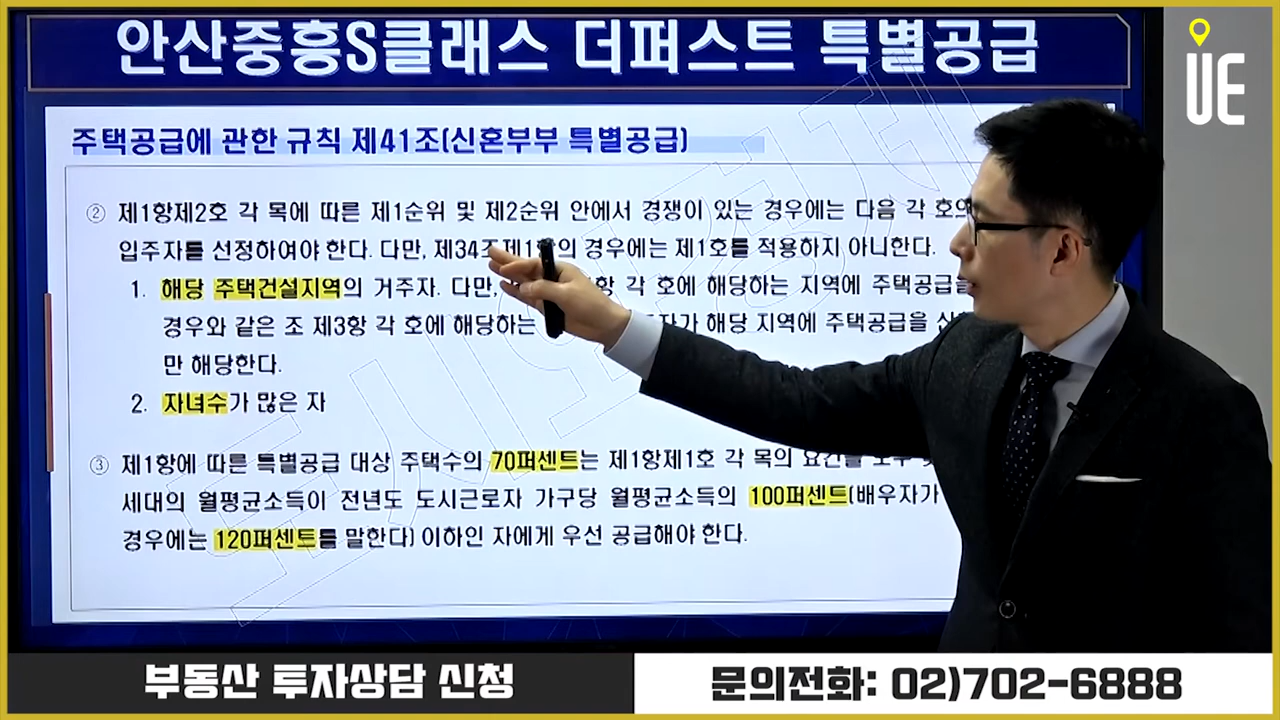 안산중흥S클래스 더퍼스트 특별공급
UE
주택공급에 관한 규칙 제41조(신혼부부 특별공급)
② 제1항제2호 각 목에 따른 제1순위 및 제2순위 안에서 경쟁이 있는 경우에는 다음 각 호의
입주자를 선정하여야 한다. 다만, 제34조제1항의 경우에는 제1호를 적용하지 아니한다.
1. 해당 주택건설지역의 거주자. 다만, 항 각 호에 해당하는 지역에 주택공급을
경우와 같은 조 제3항 각 호에 해당하는 자가 해당 지역에 주택공급을
만 해당한다.
2. 자녀수가 많은 자
③ 제1항에 따른 특별공급 대상 주택수의 70퍼센트는 제1항제1호 각 목의 요건을
세대의 월평균소득이 전년도 도시근로자 가구당 월평균소득의 100퍼센트(배우자가
경우에는 120퍼센트를 말한다) 이하인 자에게 우선 공급해야 한다.
부동산 투자상담 신청
문의전화: 02)702-6888